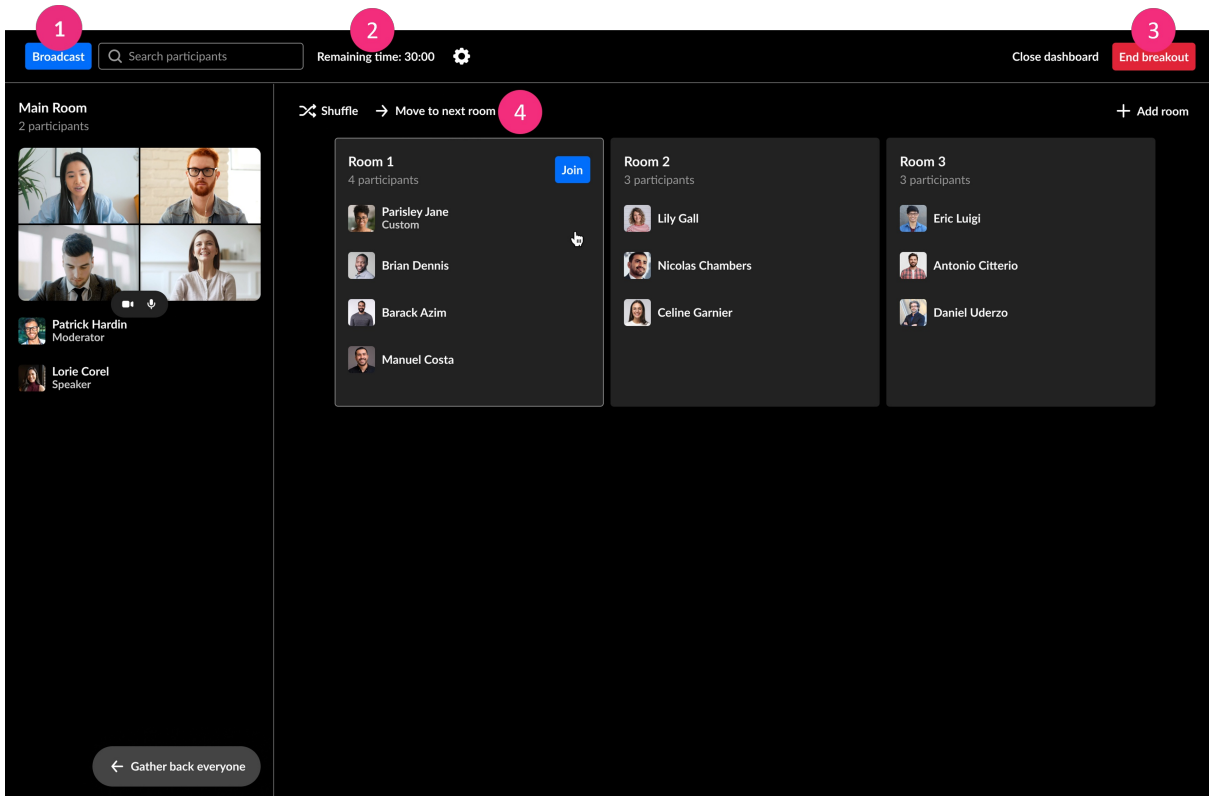 1
2
3
Broadcast
Search participants
Remaining time: 30:00
Close dashboard
End breakout
Main Room
2 participants
Patrick Hardin
Moderator
Lorie Corel
Speaker
Gather back everyone
Shuffle
Move to next room
4
Add room
Room 1
4 participants
Join
Parisley Jane
Custom
Brian Dennis
Barack Azim
Manuel Costa
Room 2
3 participants
Lily Gall
Nicolas Chambers
Celine Garnier
Room 3
3 participants
Eric Luigi
Antonio Citterio
Daniel Uderzo